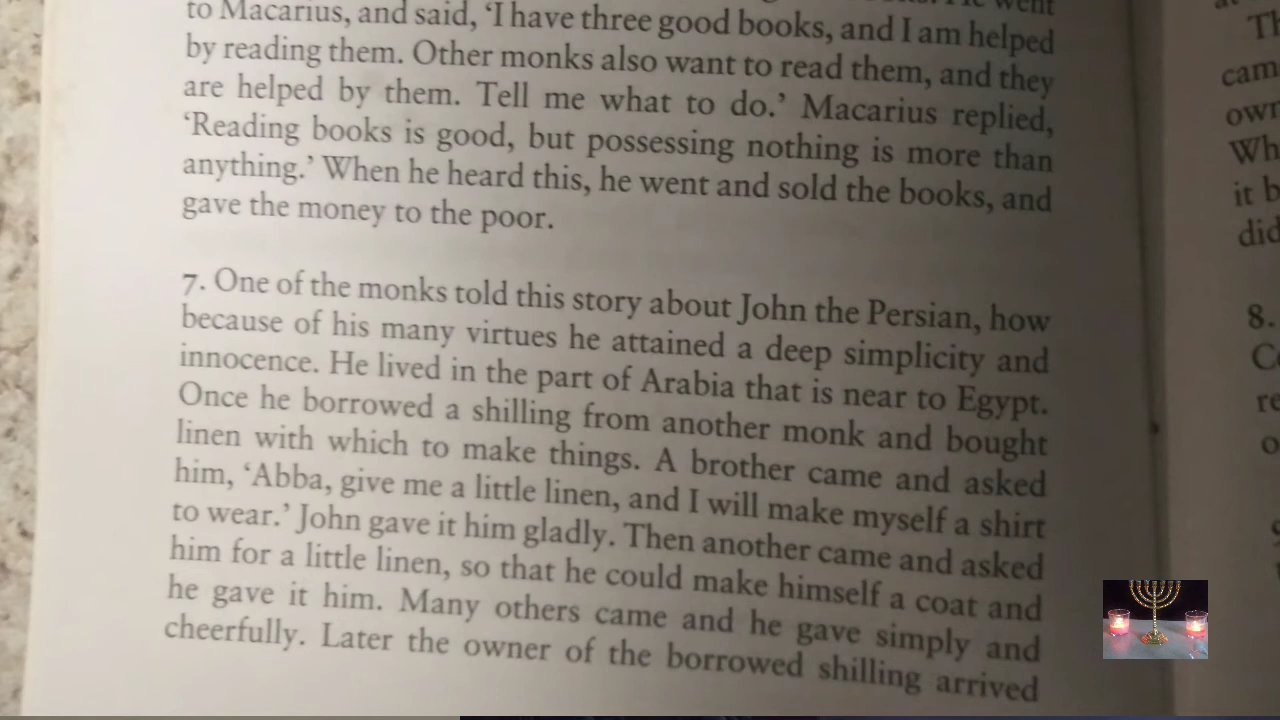 went
to Macarius, and said, ‘I have three good books, and I am helped
by reading them. Other monks also want to read them, and they
are helped by them. Tell me what to do.’ Macarius replied,
‘Reading books is good, but possessing nothing is more than
anything.’ When he heard this, he went and sold the books, and
gave the money to the poor.
7. One of the monks told this story about John the Persian, how
because of his many virtues he attained a deep simplicity and
innocence. He lived in the part of Arabia that is near to Egypt.
Once he borrowed a shilling from another monk and bought
linen with which to make things. A brother came and asked
him, ‘Abba, give me a little linen, and I will make myself a shirt
to wear.’ John gave it him gladly. Then another came and asked
him for a little linen, so that he could make himself a coat and
he gave it him. Many others came and he gave simply and
cheerfully. Later the owner of the borrowed shilling arrived
cam
own
Wh
it b
did
8.